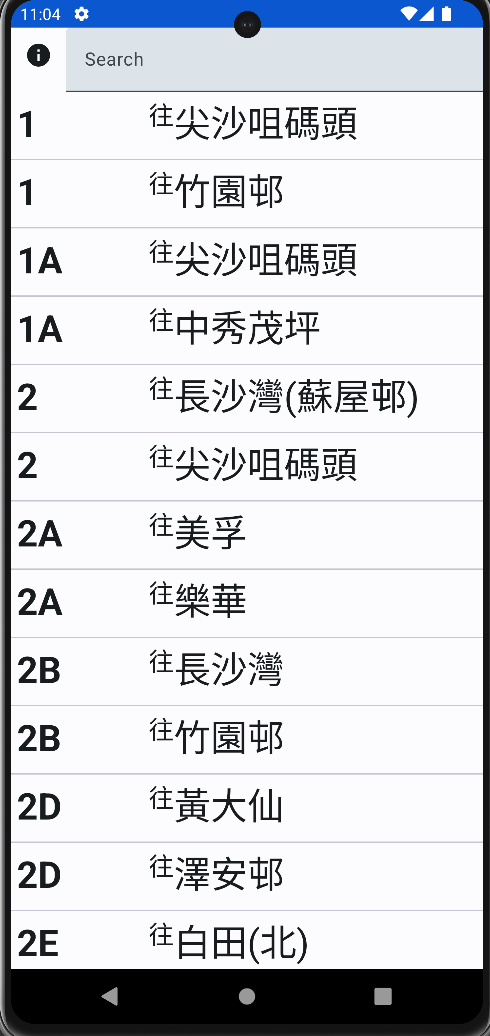 11:04
Search
1 往尖沙咀碼頭
1 往竹園邨
1A 往尖沙咀碼頭
1A 往中秀茂坪
2 往長沙灣(蘇屋邨)
2 往尖沙咀碼頭
2A 往美孚
2A 往樂華
2B 往長沙灣
2B 往竹園邨
2D 往黃大仙
2D 往澤安邨
2E 往白田(北)